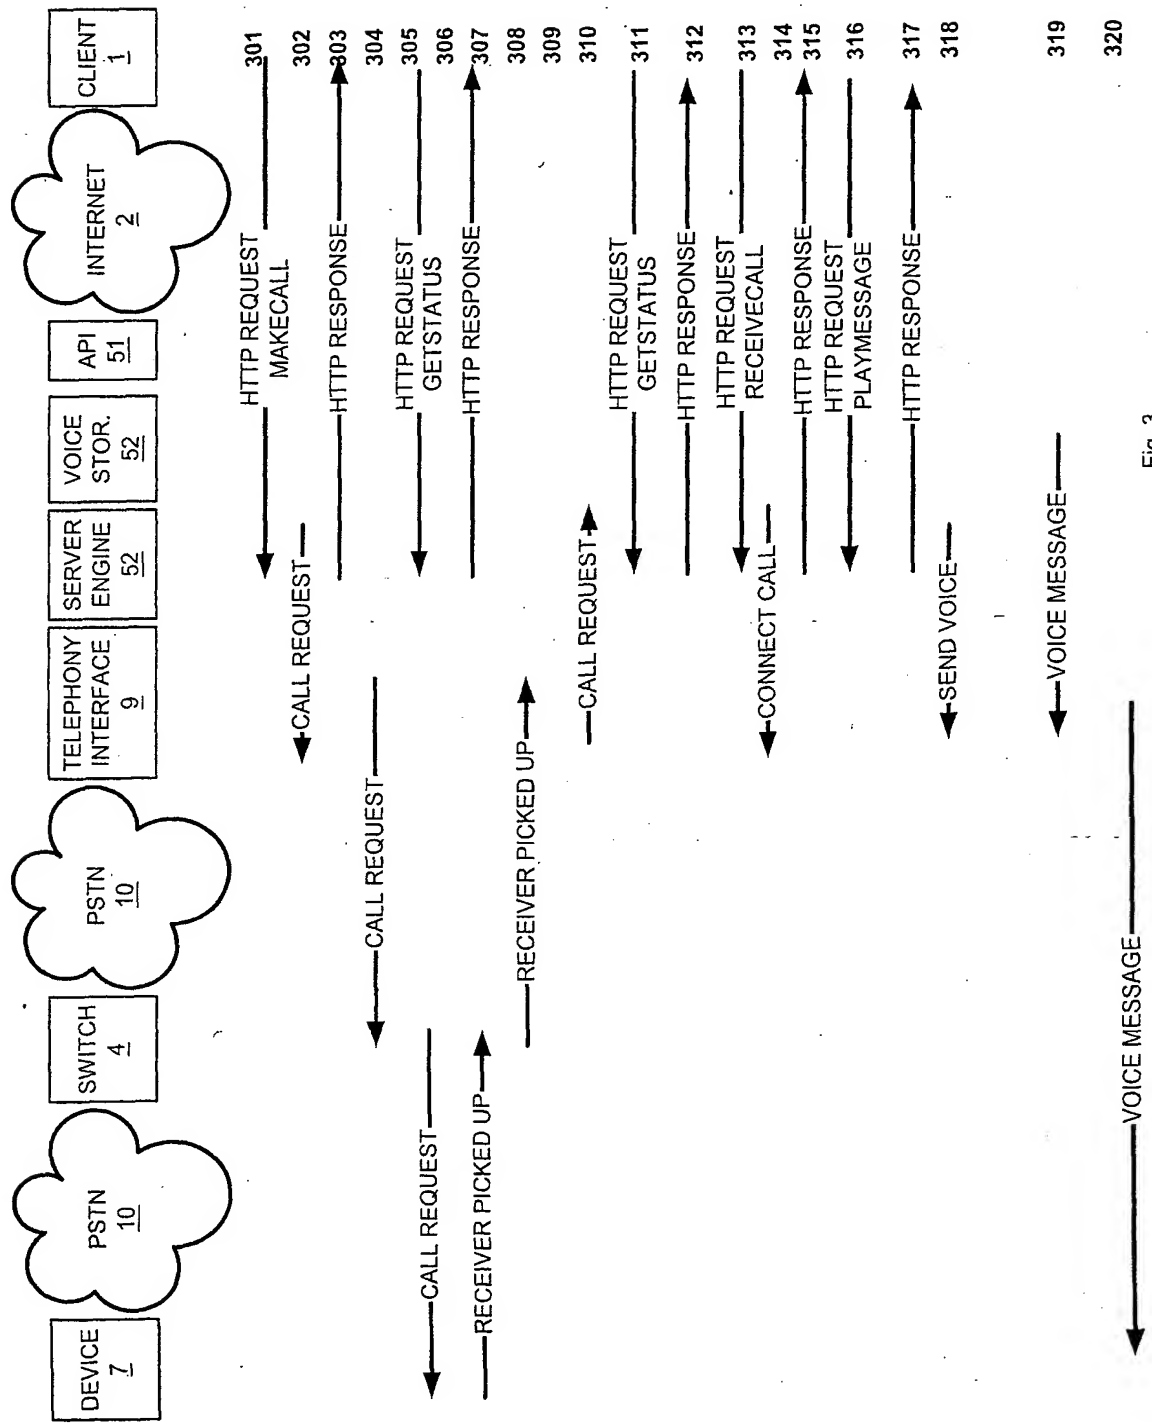 DEVICE
7
PSTN
10
SWITCH
4
PSTN
10
TELEPHONY
INTERFACE
9
SERVER
ENGINE
52
VOICE
STOR.
52
API
51
INTERNET
2
CLIENT
1
HTTP REQUEST
MAKECALL
301
CALL REQUEST
302
HTTP RESPONSE
303
CALL REQUEST
304
HTTP REQUEST
GETSTATUS
305
CALL REQUEST
306
HTTP RESPONSE
307
RECEIVER PICKED UP
308
RECEIVER PICKED UP
309
CALL REQUEST
310
HTTP REQUEST
GETSTATUS
311
HTTP RESPONSE
312
HTTP REQUEST
RECEIVECALL
313
CONNECT CALL
314
HTTP RESPONSE
315
HTTP REQUEST
PLAYMESSAGE
316
HTTP RESPONSE
317
SEND VOICE
318
VOICE MESSAGE
319
VOICE MESSAGE
320
Fig. 3